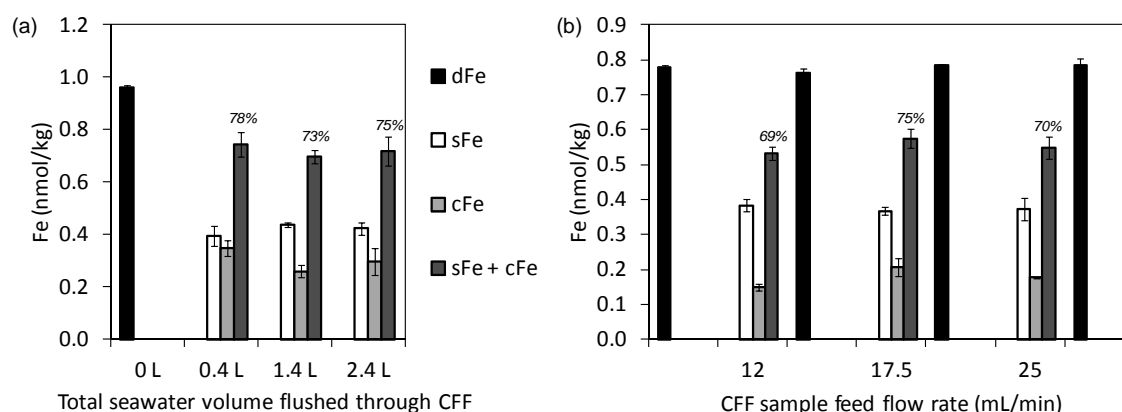 (a)
Fe (nmol/kg)
1.2
1.0
0.8
0.6
0.4
0.2
0.0
78%
73%
75%
0 L 0.4 L 1.4 L 2.4 L
Total seawater volume flushed through CFF
dFe
sFe
cFe
sFe + cFe
(b)
Fe (nmol/kg)
0.9
0.8
0.7
0.6
0.5
0.4
0.3
0.2
0.1
0.0
69%
75%
70%
12 17.5 25
CFF sample feed flow rate (mL/min)